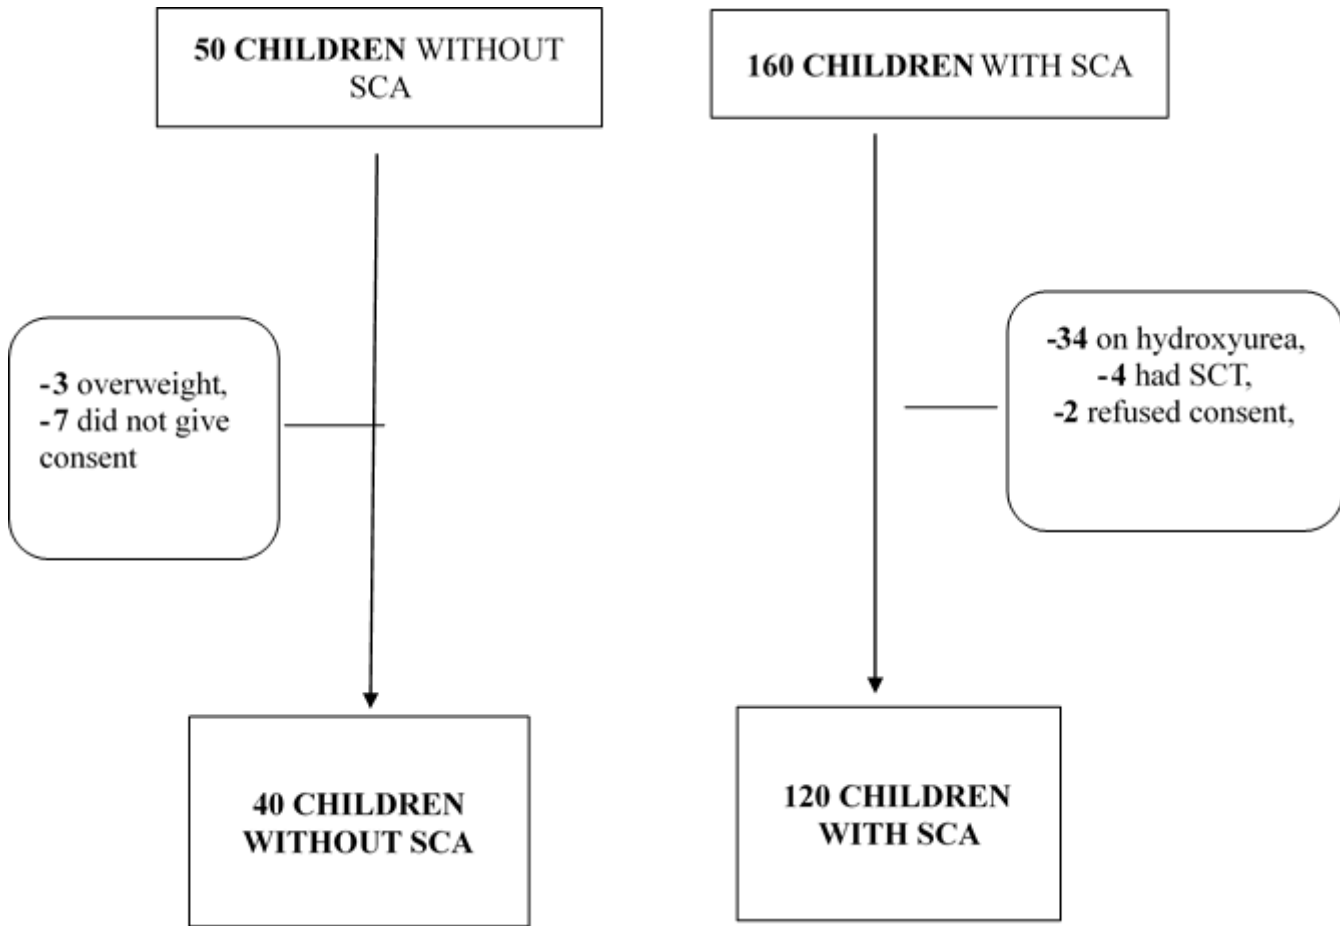 50 CHILDREN WITHOUT
SCA
160 CHILDREN WITH SCA
-3 overweight,
-7 did not give
consent
-34 on hydroxyurea,
-4 had SCT,
-2 refused consent,
40 CHILDREN
WITHOUT SCA
120 CHILDREN
WITH SCA